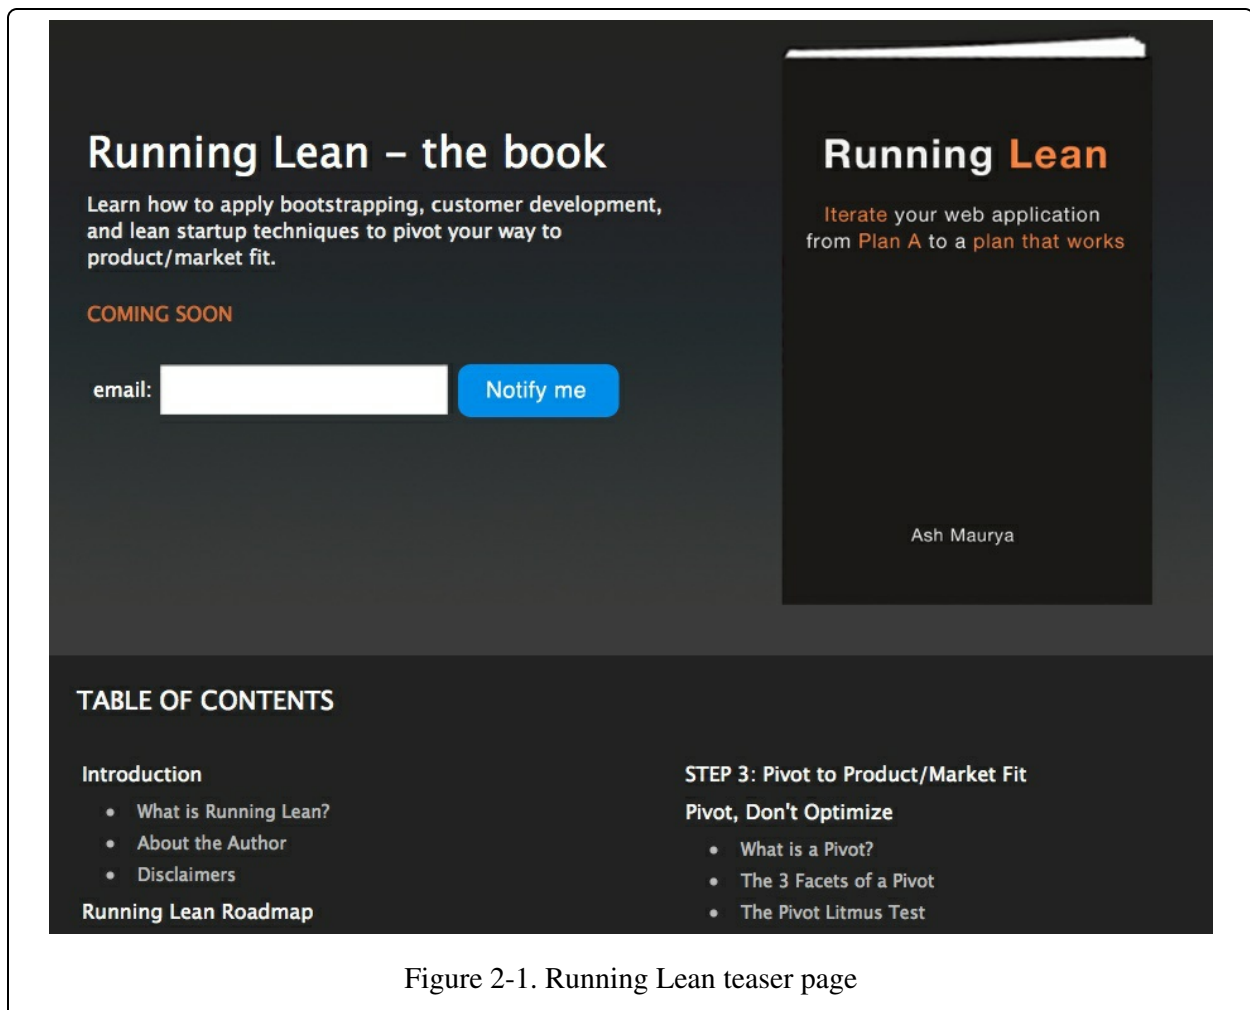 Running Lean – the book
Learn how to apply bootstrapping, customer development,
and lean startup techniques to pivot your way to
product/market fit.
COMING SOON
email:
Notify me
Running Lean
Iterate your web application
from Plan A to a plan that works
Ash Maurya
TABLE OF CONTENTS
Introduction
• What is Running Lean?
• About the Author
• Disclaimers
Running Lean Roadmap
STEP 3: Pivot to Product/Market Fit
Pivot, Don't Optimize
• What is a Pivot?
• The 3 Facets of a Pivot
• The Pivot Litmus Test
Figure 2-1. Running Lean teaser page